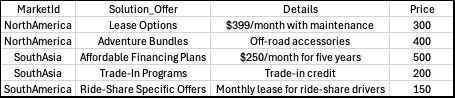 MarketId Solution_Offer Details Price
NorthAmerica Lease Options $399/month with maintenance 300
NorthAmerica Adventure Bundles Off-road accessories 400
SouthAsia Affordable Financing Plans $250/month for five years 500
SouthAsia Trade-In Programs Trade-in credit 200
SouthAmerica Ride-Share Specific Offers Monthly lease for ride-share drivers 150